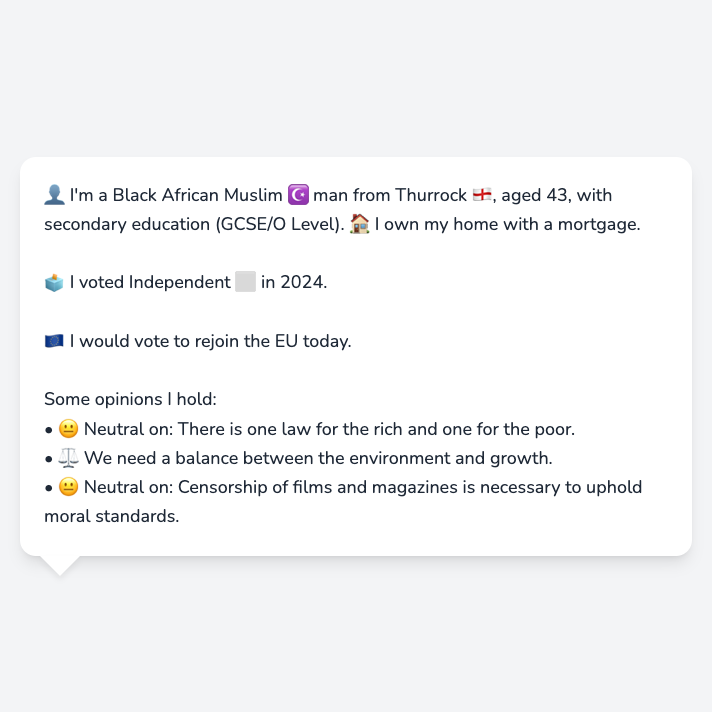 👤 I'm a Black African Muslim ☪️ man from Thurrock 🏴󠁧󠁢󠁥󠁮󠁧󠁿, aged 43, with
secondary education (GCSE/O Level). 🏠 I own my home with a mortgage.
🗳️ I voted Independent ⬜ in 2024.
🇪🇺 I would vote to rejoin the EU today.
Some opinions I hold:
• 😐 Neutral on: There is one law for the rich and one for the poor.
• ⚖️ We need a balance between the environment and growth.
• 😐 Neutral on: Censorship of films and magazines is necessary to uphold
moral standards.